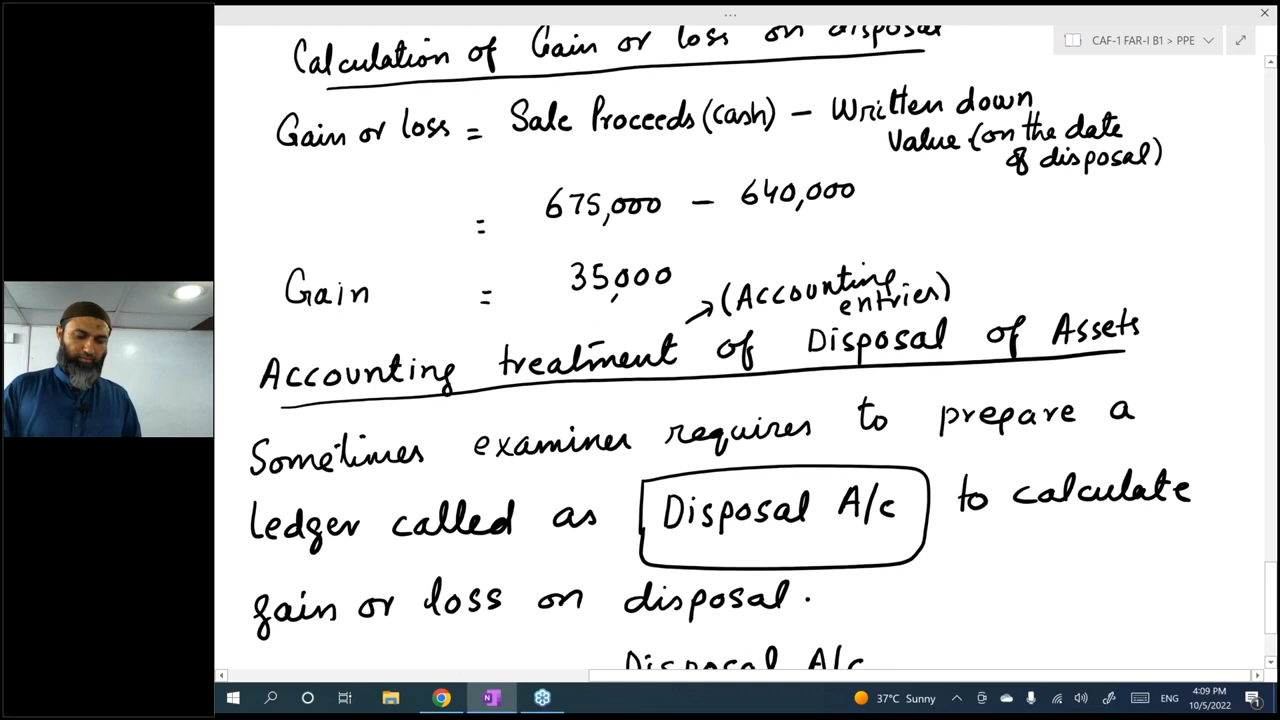 CAF-1 FAR-I B1 > PPE
Calculation of Gain or loss on disposal
Gain or loss = Sale Proceeds (cash) – Written down
Value (on the date
of disposal)
= 675,000 – 640,000
Gain = 35,000
→ (Accounting
entries)
Accounting treatment of Disposal of Assets
Sometimes examiner requires to prepare a
ledger called as Disposal A/c to calculate
gain or loss on disposal.
Disposal A/c
37°C Sunny
ENG
4:09 PM
10/5/2022